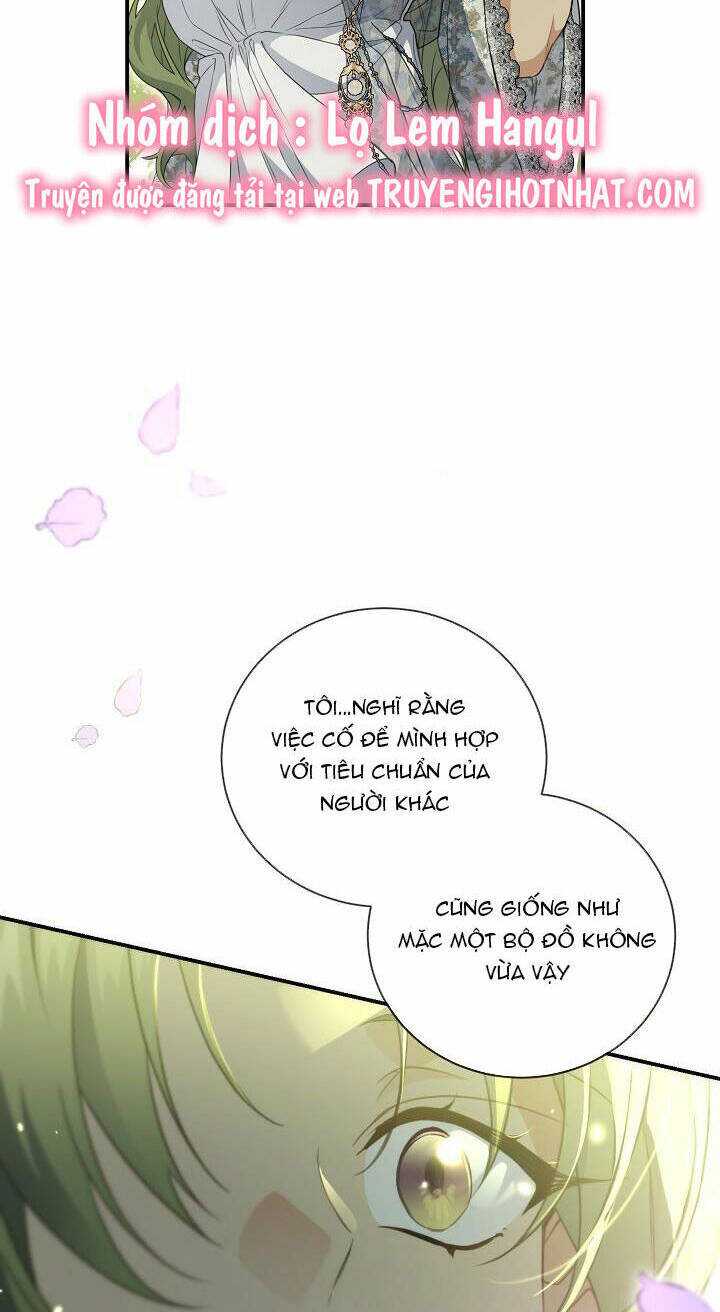 Nhóm dịch : Lọ Lem Hangul
Truyện được đăng tải tại web TRUYENGIHOTNHAT.COM
TÔI...NGHĨ RẰNG
VIỆC CỐ ĐỂ MÌNH HỢP
VỚI TIÊU CHUẨN CỦA
NGƯỜI KHÁC
CŨNG GIỐNG NHƯ
MẶC MỘT BỘ ĐỒ KHÔNG
VỪA VẬY